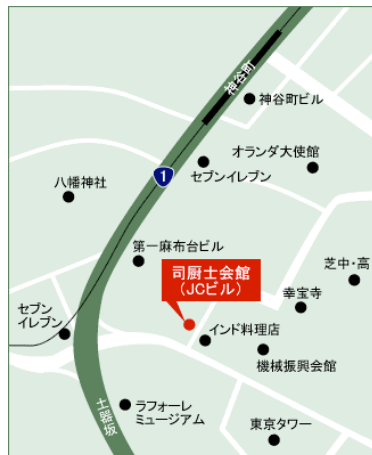 神谷町
神谷町ビル
オランダ大使館
セブンイレブン
1
八幡神社
第一麻布台ビル
司厨士会館
(JCビル)
芝中・高
幸宝寺
セブン
イレブン
インド料理店
機械振興会館
土器坂
ラフォーレ
ミュージアム
東京タワー